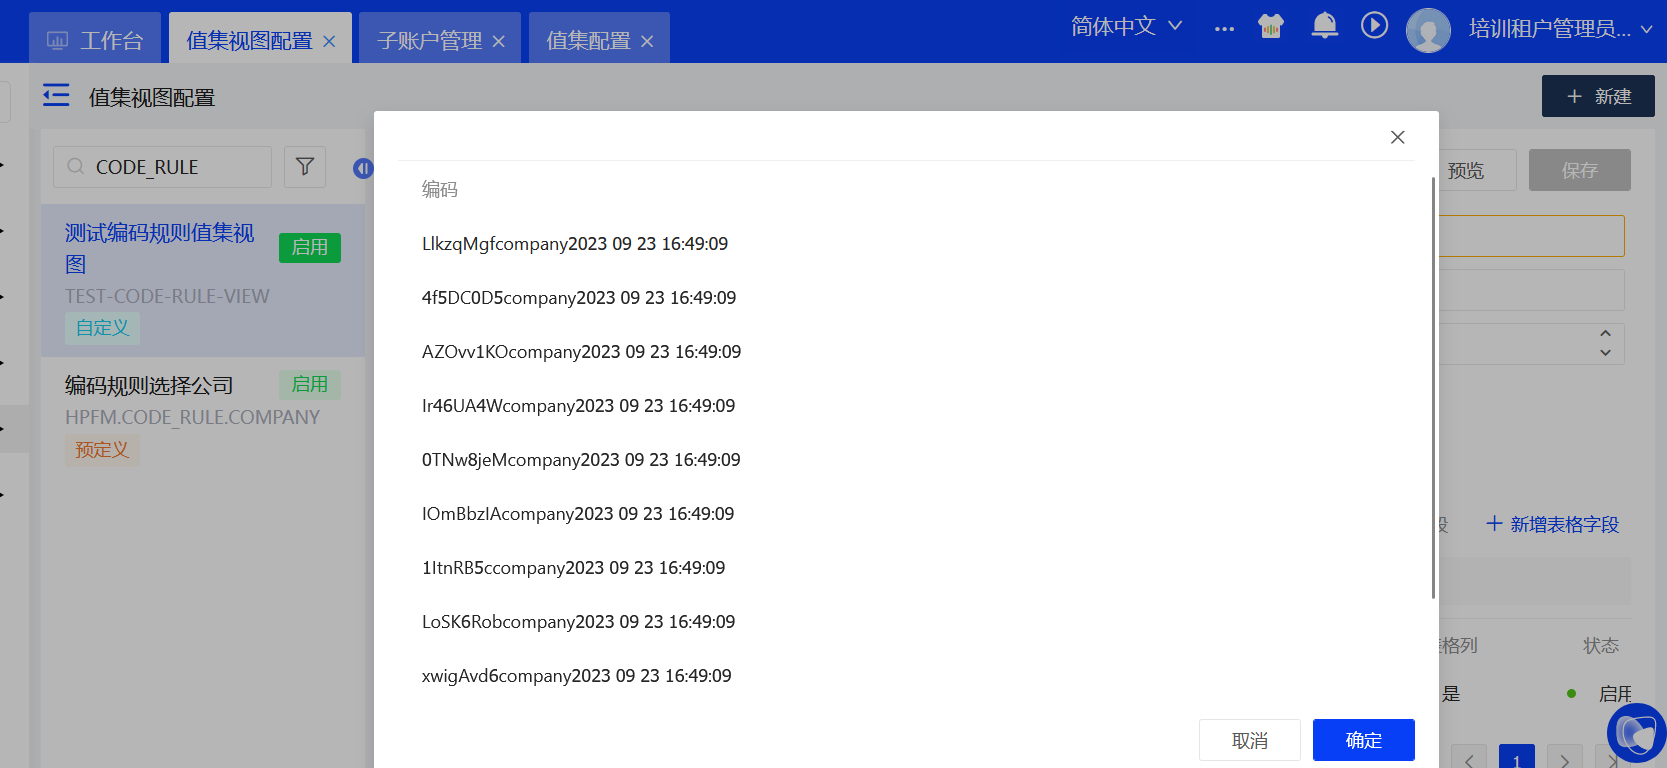 工作台
值集视图配置
子账户管理
值集配置
简体中文
培训租户管理员...
值集视图配置
新建
CODE_RULE
预览
保存
测试编码规则值集视
图
启用
TEST-CODE-RULE-VIEW
自定义
编码规则选择公司
启用
HPFM.CODE_RULE.COMPANY
预定义
编码
LlkzqMgfcompany2023 09 23 16:49:09
4f5DC0D5company2023 09 23 16:49:09
AZOvv1KOcompany2023 09 23 16:49:09
Ir46UA4Wcompany2023 09 23 16:49:09
0TNw8jeMcompany2023 09 23 16:49:09
IOmBbzIAcompany2023 09 23 16:49:09
1ItnRB5ccompany2023 09 23 16:49:09
LoSK6Robcompany2023 09 23 16:49:09
xwigAvd6company2023 09 23 16:49:09
取消
确定
新增表格字段
格列
状态
是
启用
1